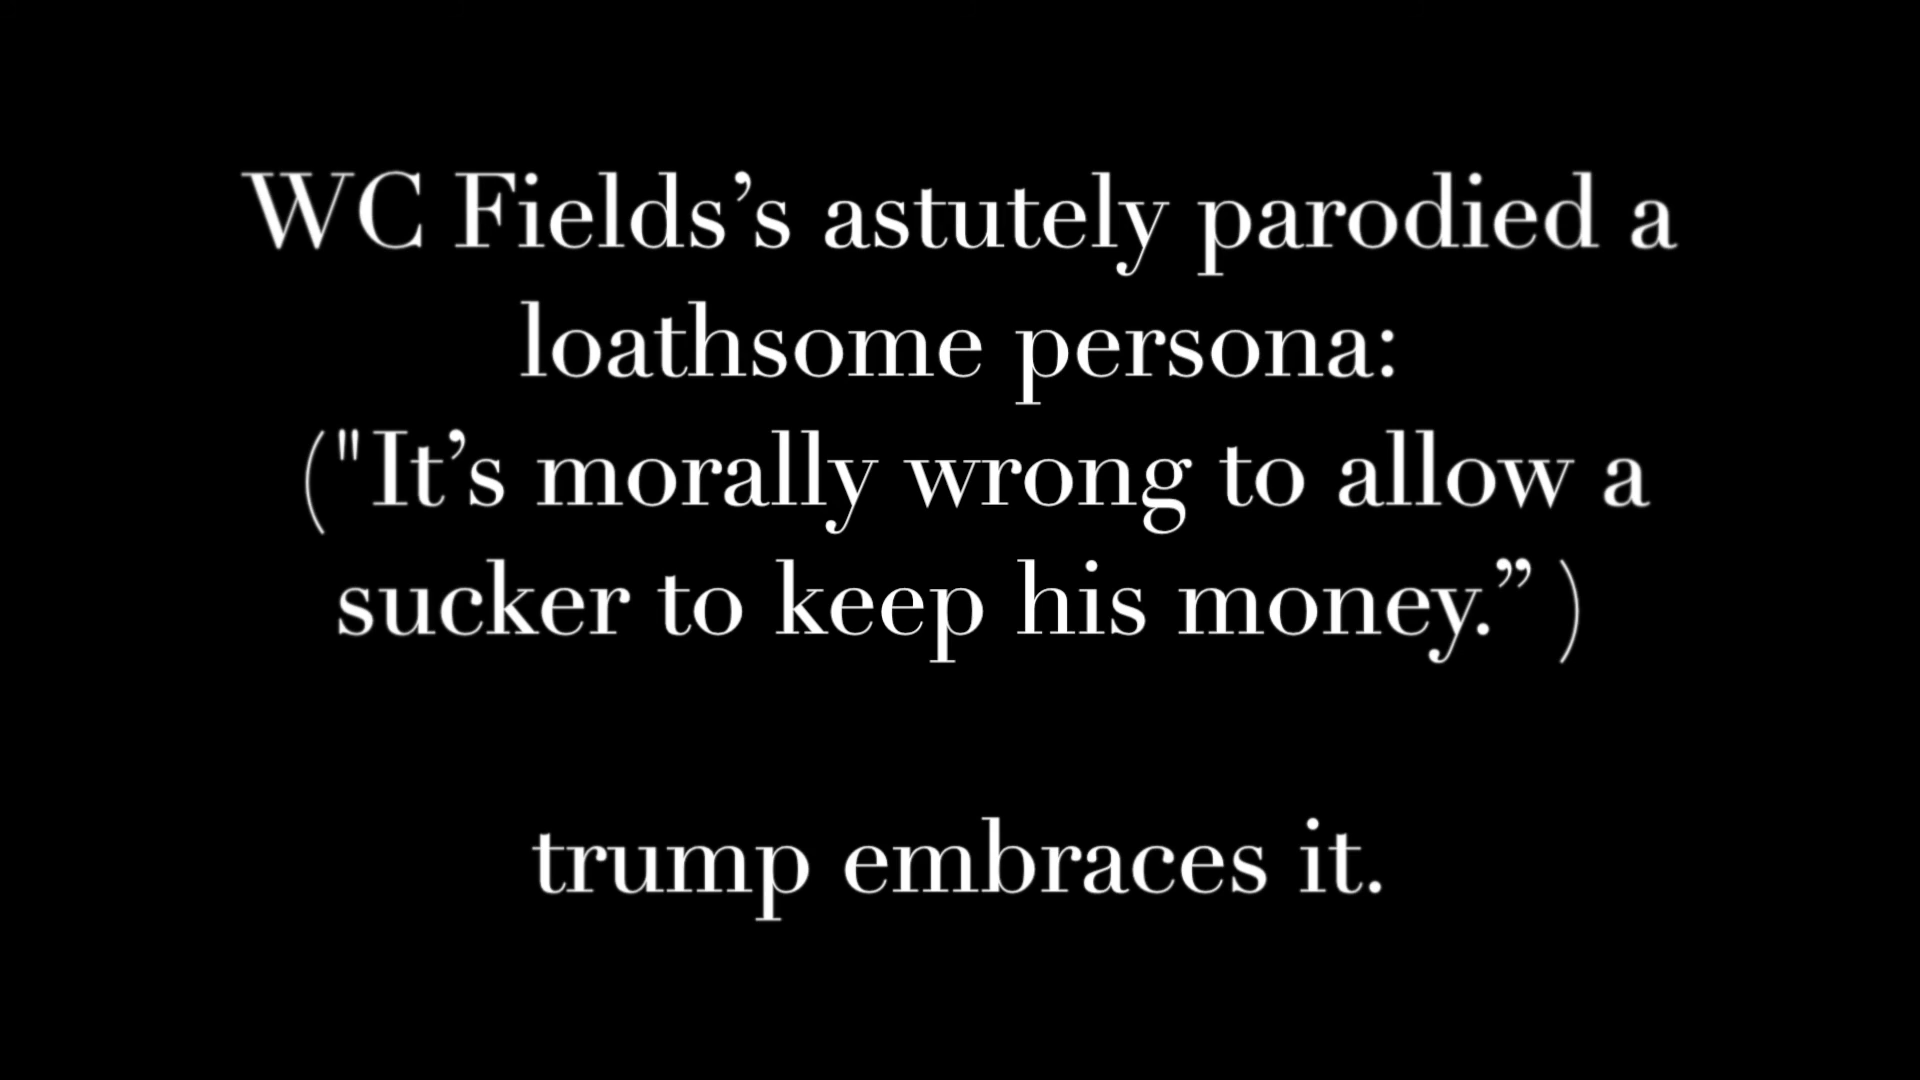 WC Fields’s astutely parodied a
loathsome persona:
("It’s morally wrong to allow a
sucker to keep his money.” )
trump embraces it.